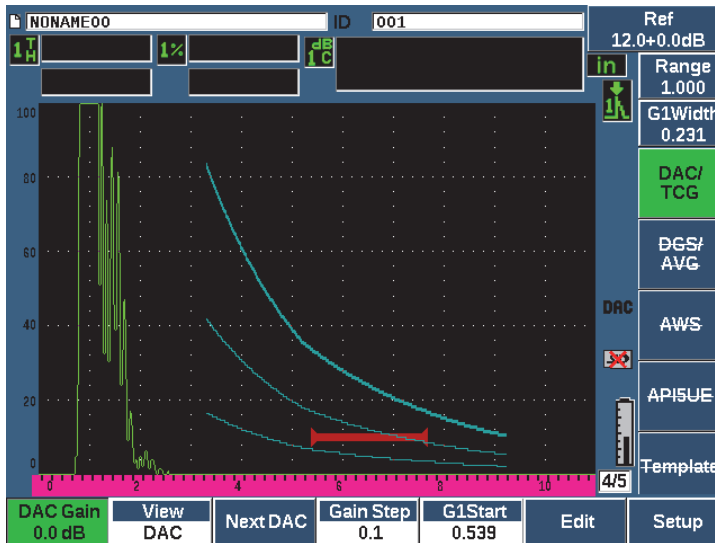 NONAME00 ID 001
Ref
12.0+0.0dB
1 TH 1% 1 dBC
in
Range
1.000
G1Width
0.231
DAC/
TCG
DGS/
AVG
DAC
AWS
API5UE
Template
100
80
60
40
20
0
0 2 4 6 8 10
4/5
DAC Gain
0.0 dB
View
DAC
Next DAC
Gain Step
0.1
G1Start
0.539
Edit
Setup